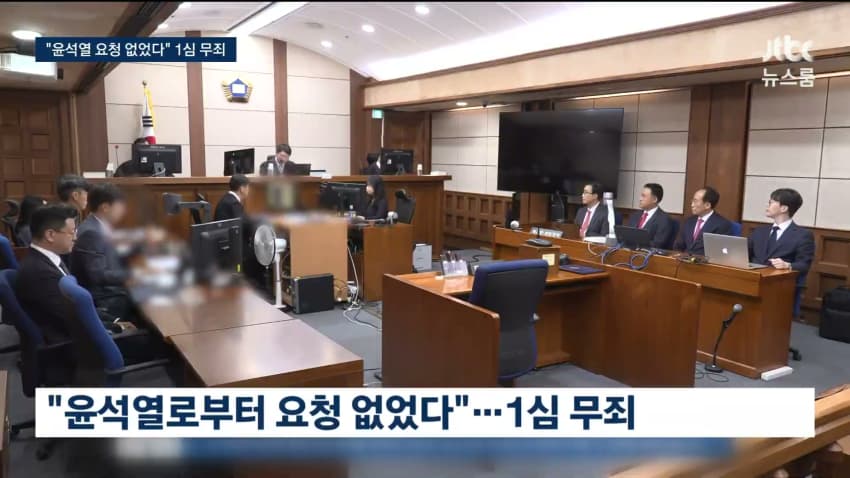 "윤석열 요청 없었다" 1심 무죄
jtbc
뉴스룸
"윤석열로부터 요청 없었다"…1심 무죄